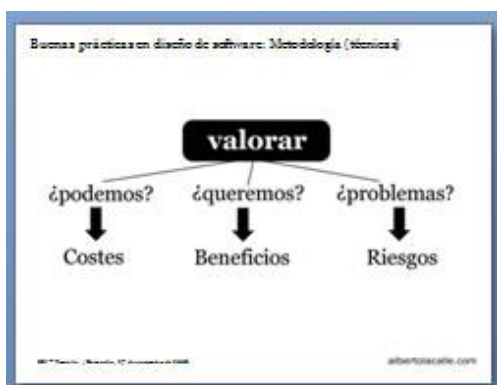 Buenas prácticas en diseño de software: Metodología (técnicas)
valorar
¿podemos? ¿queremos? ¿problemas?
Costes Beneficios Riesgos
albertolacalle.com